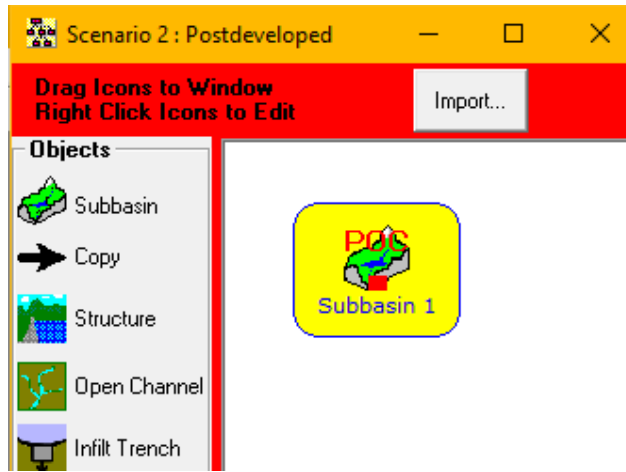 Scenario 2 : Postdeveloped
Drag Icons to Window
Right Click Icons to Edit
Import...
Objects
Subbasin
Copy
Structure
Open Channel
Infilt Trench
POC
Subbasin 1